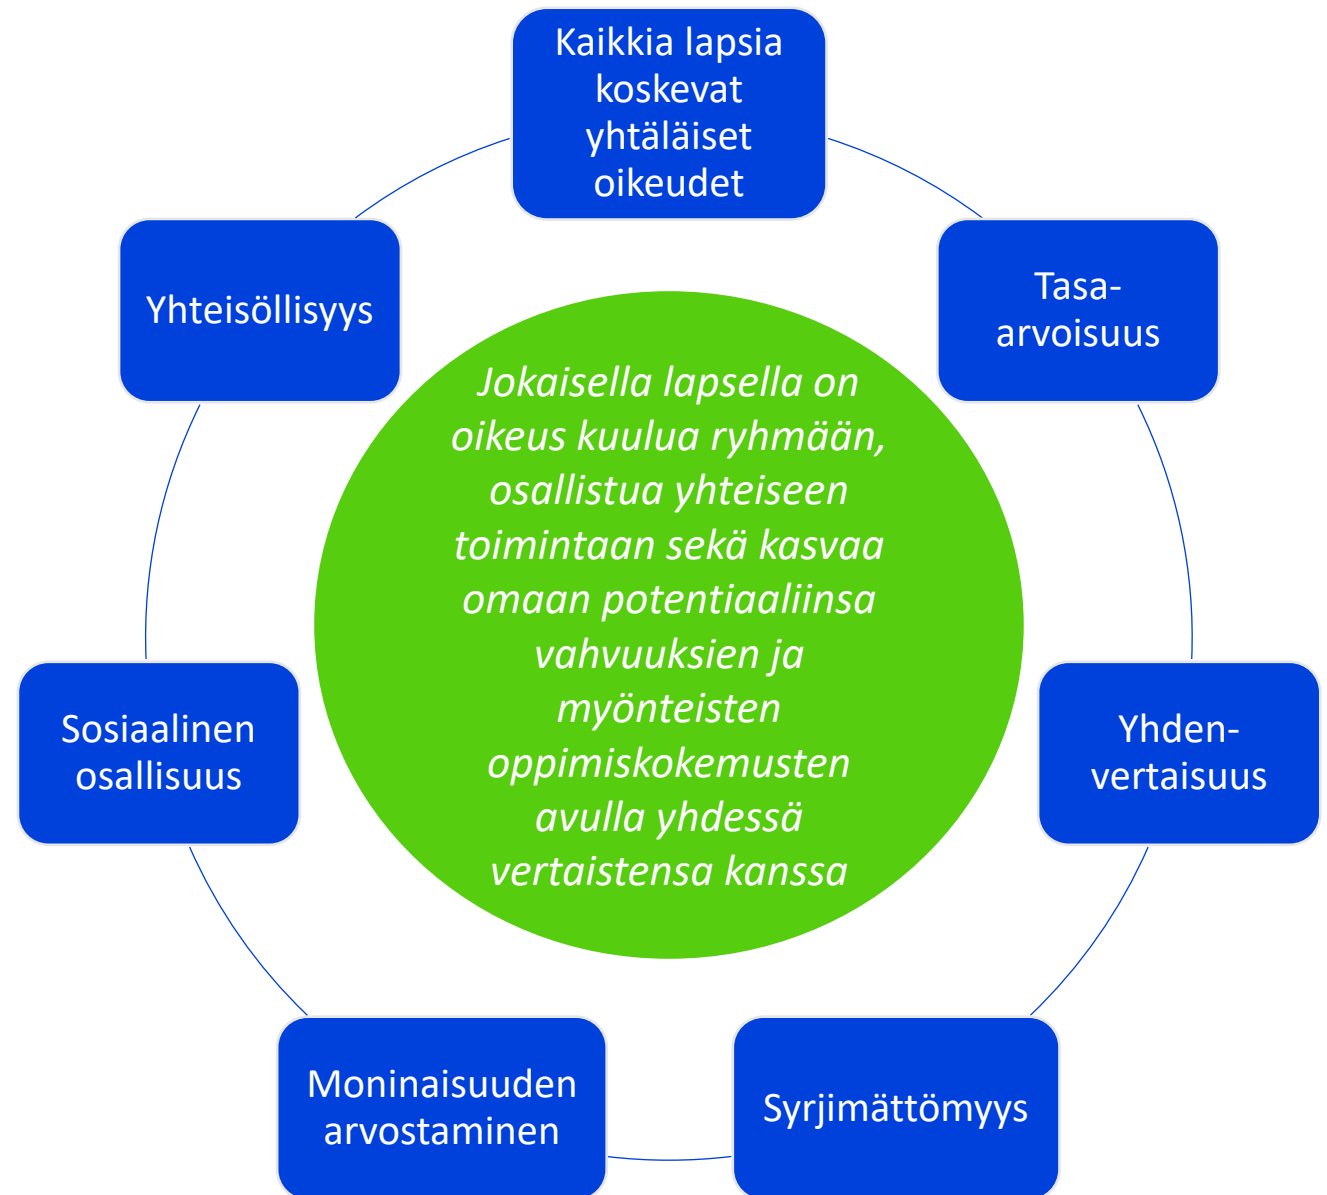 Kaikkia lapsia
koskevat
yhtäläiset
oikeudet
Tasa-
arvoisuus
Yhden-
vertaisuus
Syrjimättömyys
Moninaisuuden
arvostaminen
Sosiaalinen
osallisuus
Yhteisöllisyys
Jokaisella lapsella on
oikeus kuulua ryhmään,
osallistua yhteiseen
toimintaan sekä kasvaa
omaan potentiaaliinsa
vahvuuksien ja
myönteisten
oppimiskokemusten
avulla yhdessä
vertaistensa kanssa